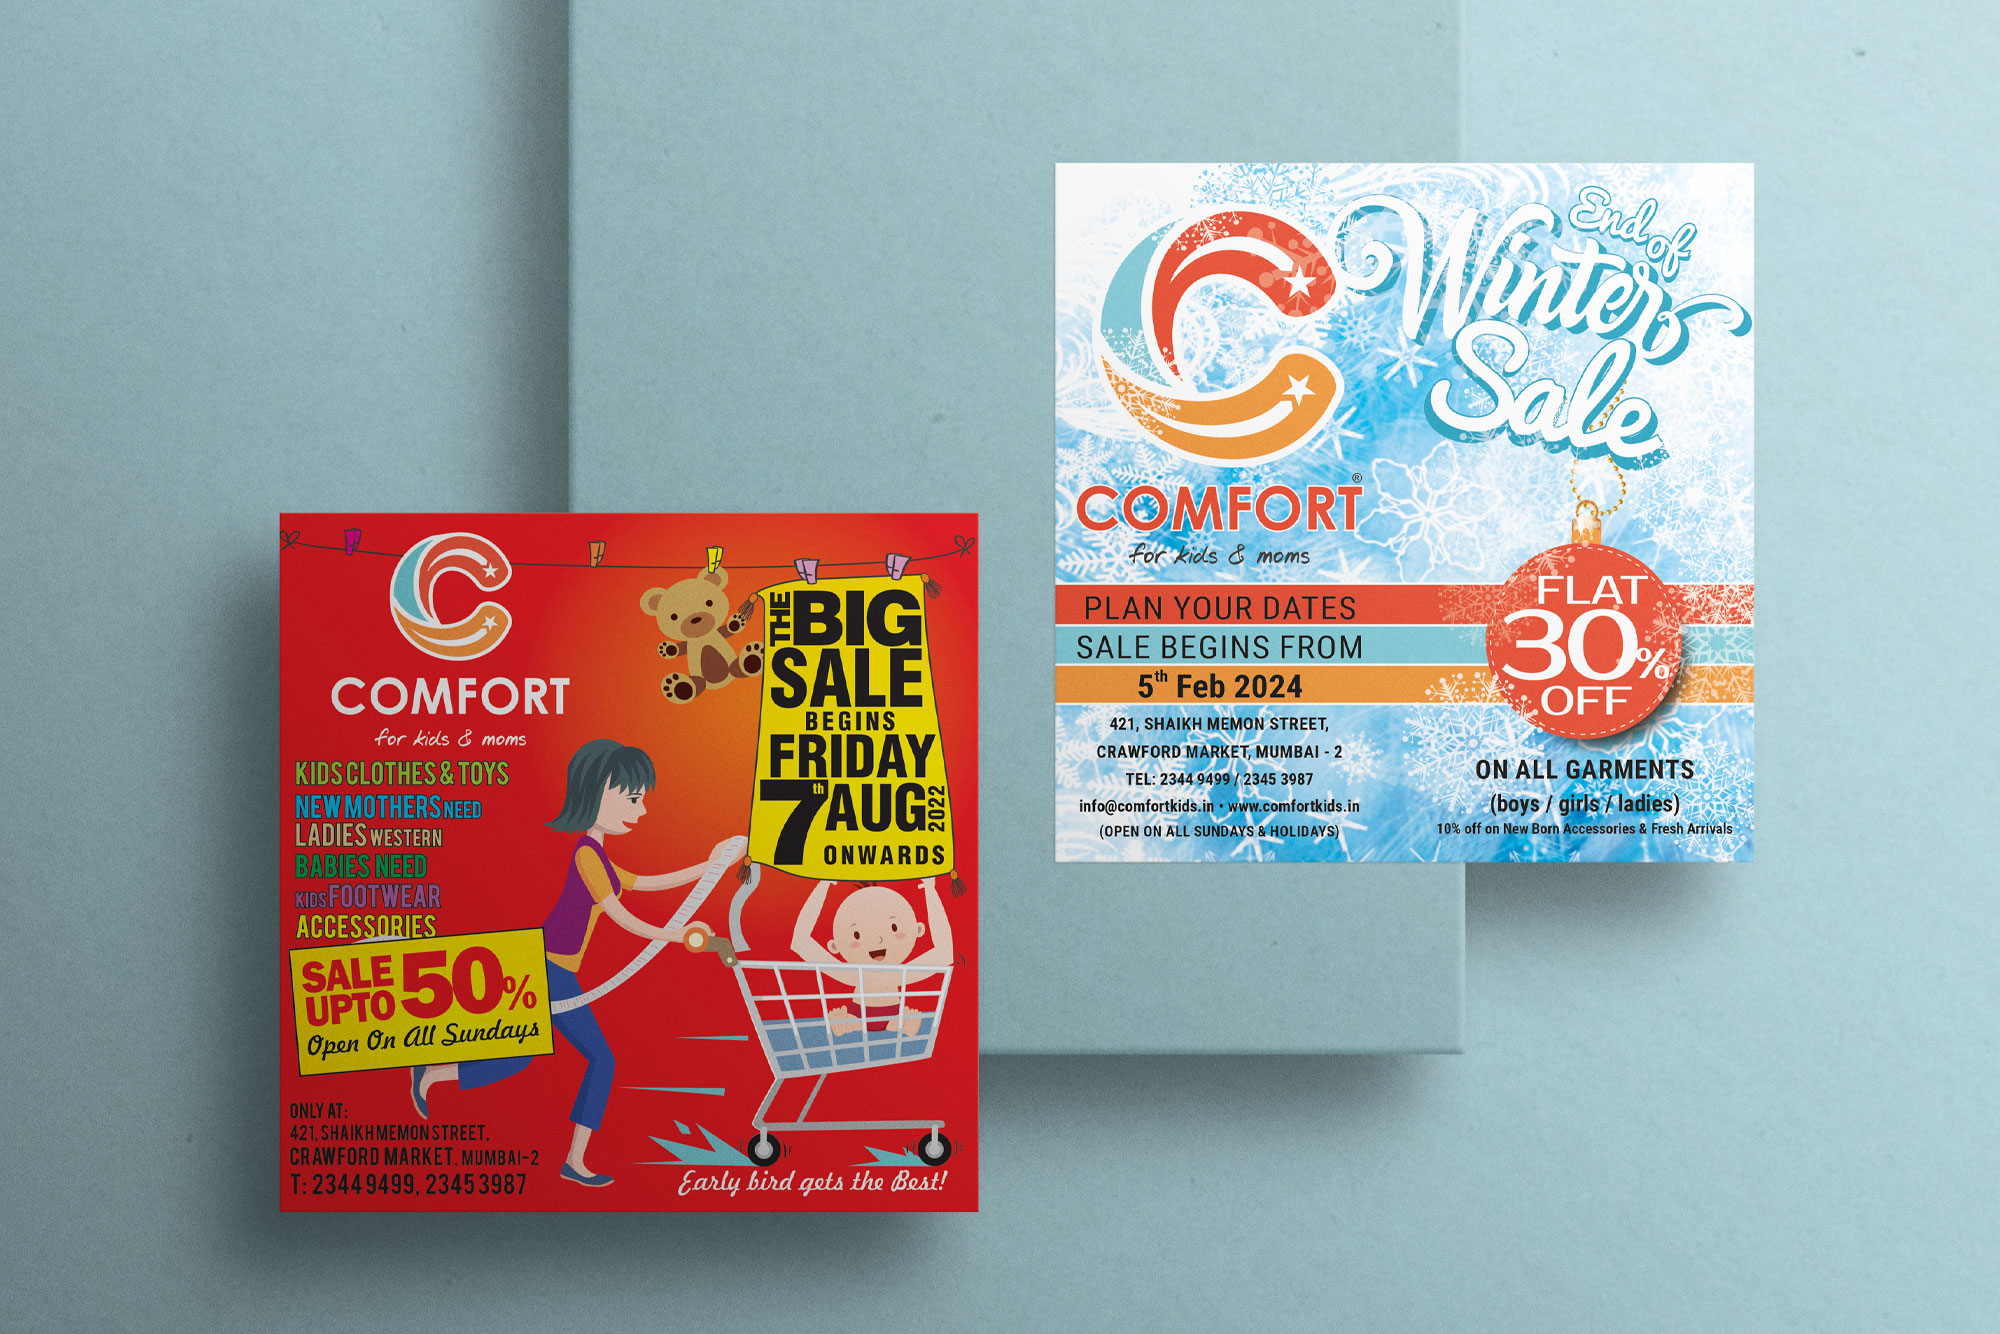 COMFORT
for kids & moms
KIDS CLOTHES & TOYS
NEW MOTHERS NEED
LADIES WESTERN
BABIES NEED
KIDS FOOTWEAR
ACCESSORIES
SALE
UPTO 50%
Open On All Sundays
ONLY AT:
421, SHAIKH MEMON STREET,
CRAWFORD MARKET, MUMBAI-2
T: 2344 9499, 2345 3987
THE BIG
SALE
BEGINS
FRIDAY
7th AUG 2022
ONWARDS
Early bird gets the Best!
End of
Winter
Sale
COMFORT®
for kids & moms
PLAN YOUR DATES
SALE BEGINS FROM
5th Feb 2024
421, SHAIKH MEMON STREET,
CRAWFORD MARKET, MUMBAI - 2
TEL: 2344 9499 / 2345 3987
info@comfortkids.in • www.comfortkids.in
(OPEN ON ALL SUNDAYS & HOLIDAYS)
FLAT
30%
OFF
ON ALL GARMENTS
(boys / girls / ladies)
10% off on New Born Accessories & Fresh Arrivals